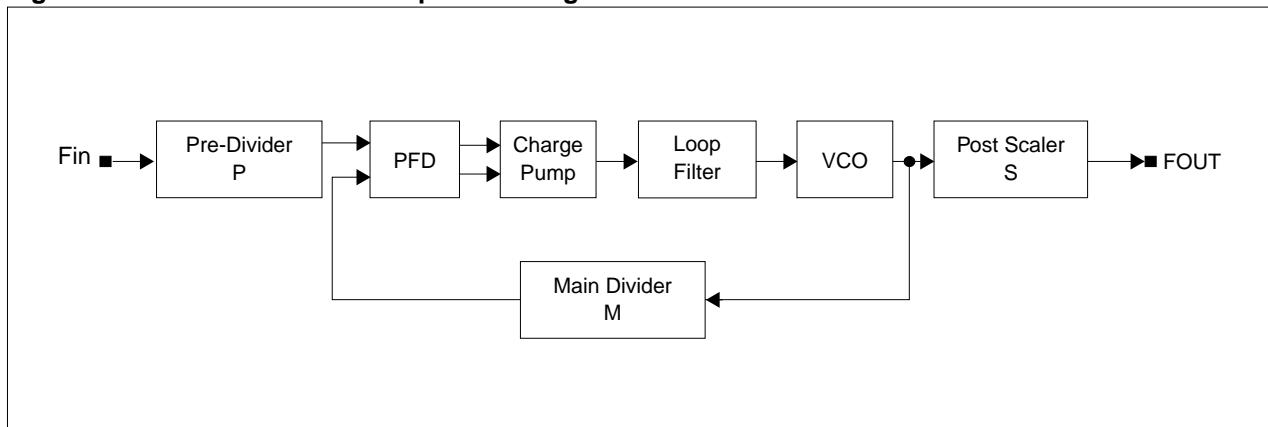 Fin
Pre-Divider
P
PFD
Charge
Pump
Loop
Filter
VCO
Post Scaler
S
FOUT
Main Divider
M